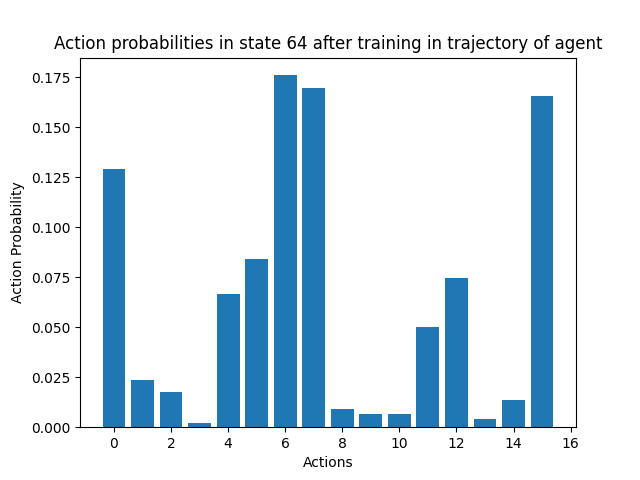 Action probabilities in state 64 after training in trajectory of agent
0.175
0.150
0.125
0.100
0.075
0.050
0.025
0.000
Action Probability
0 2 4 6 8 10 12 14 16
Actions